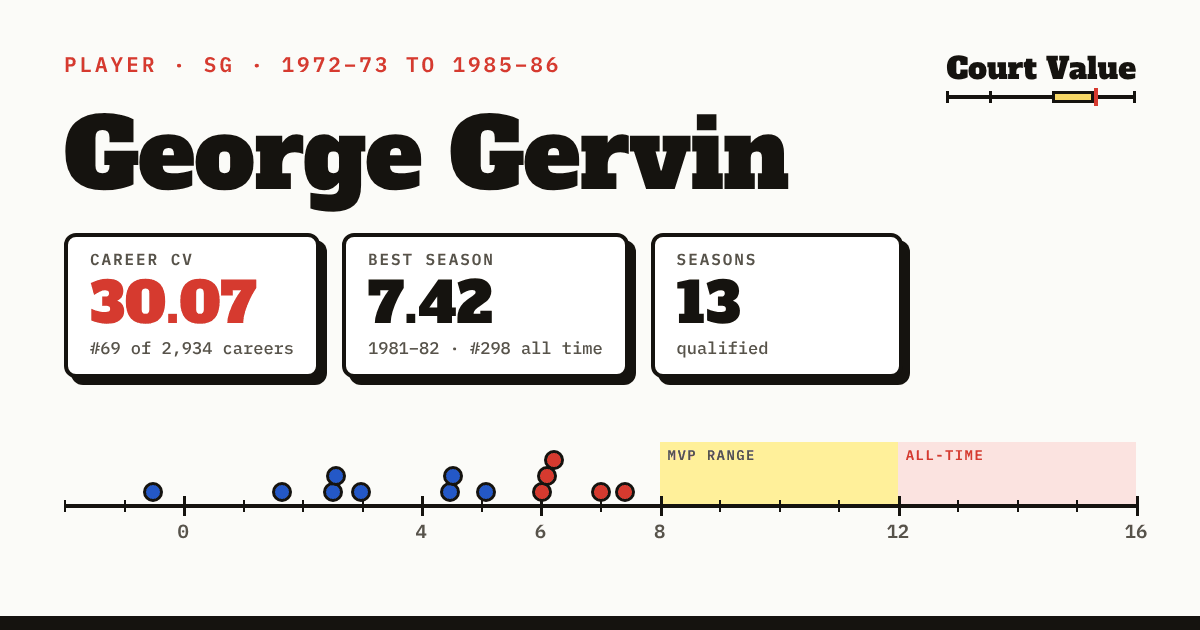 PLAYER · SG · 1972–73 TO 1985–86
Court Value
George Gervin
CAREER CV
30.07
#69 of 2,934 careers
BEST SEASON
7.42
1981–82 · #298 all time
SEASONS
13
qualified
MVP RANGE
ALL-TIME
0 4 6 8 12 16